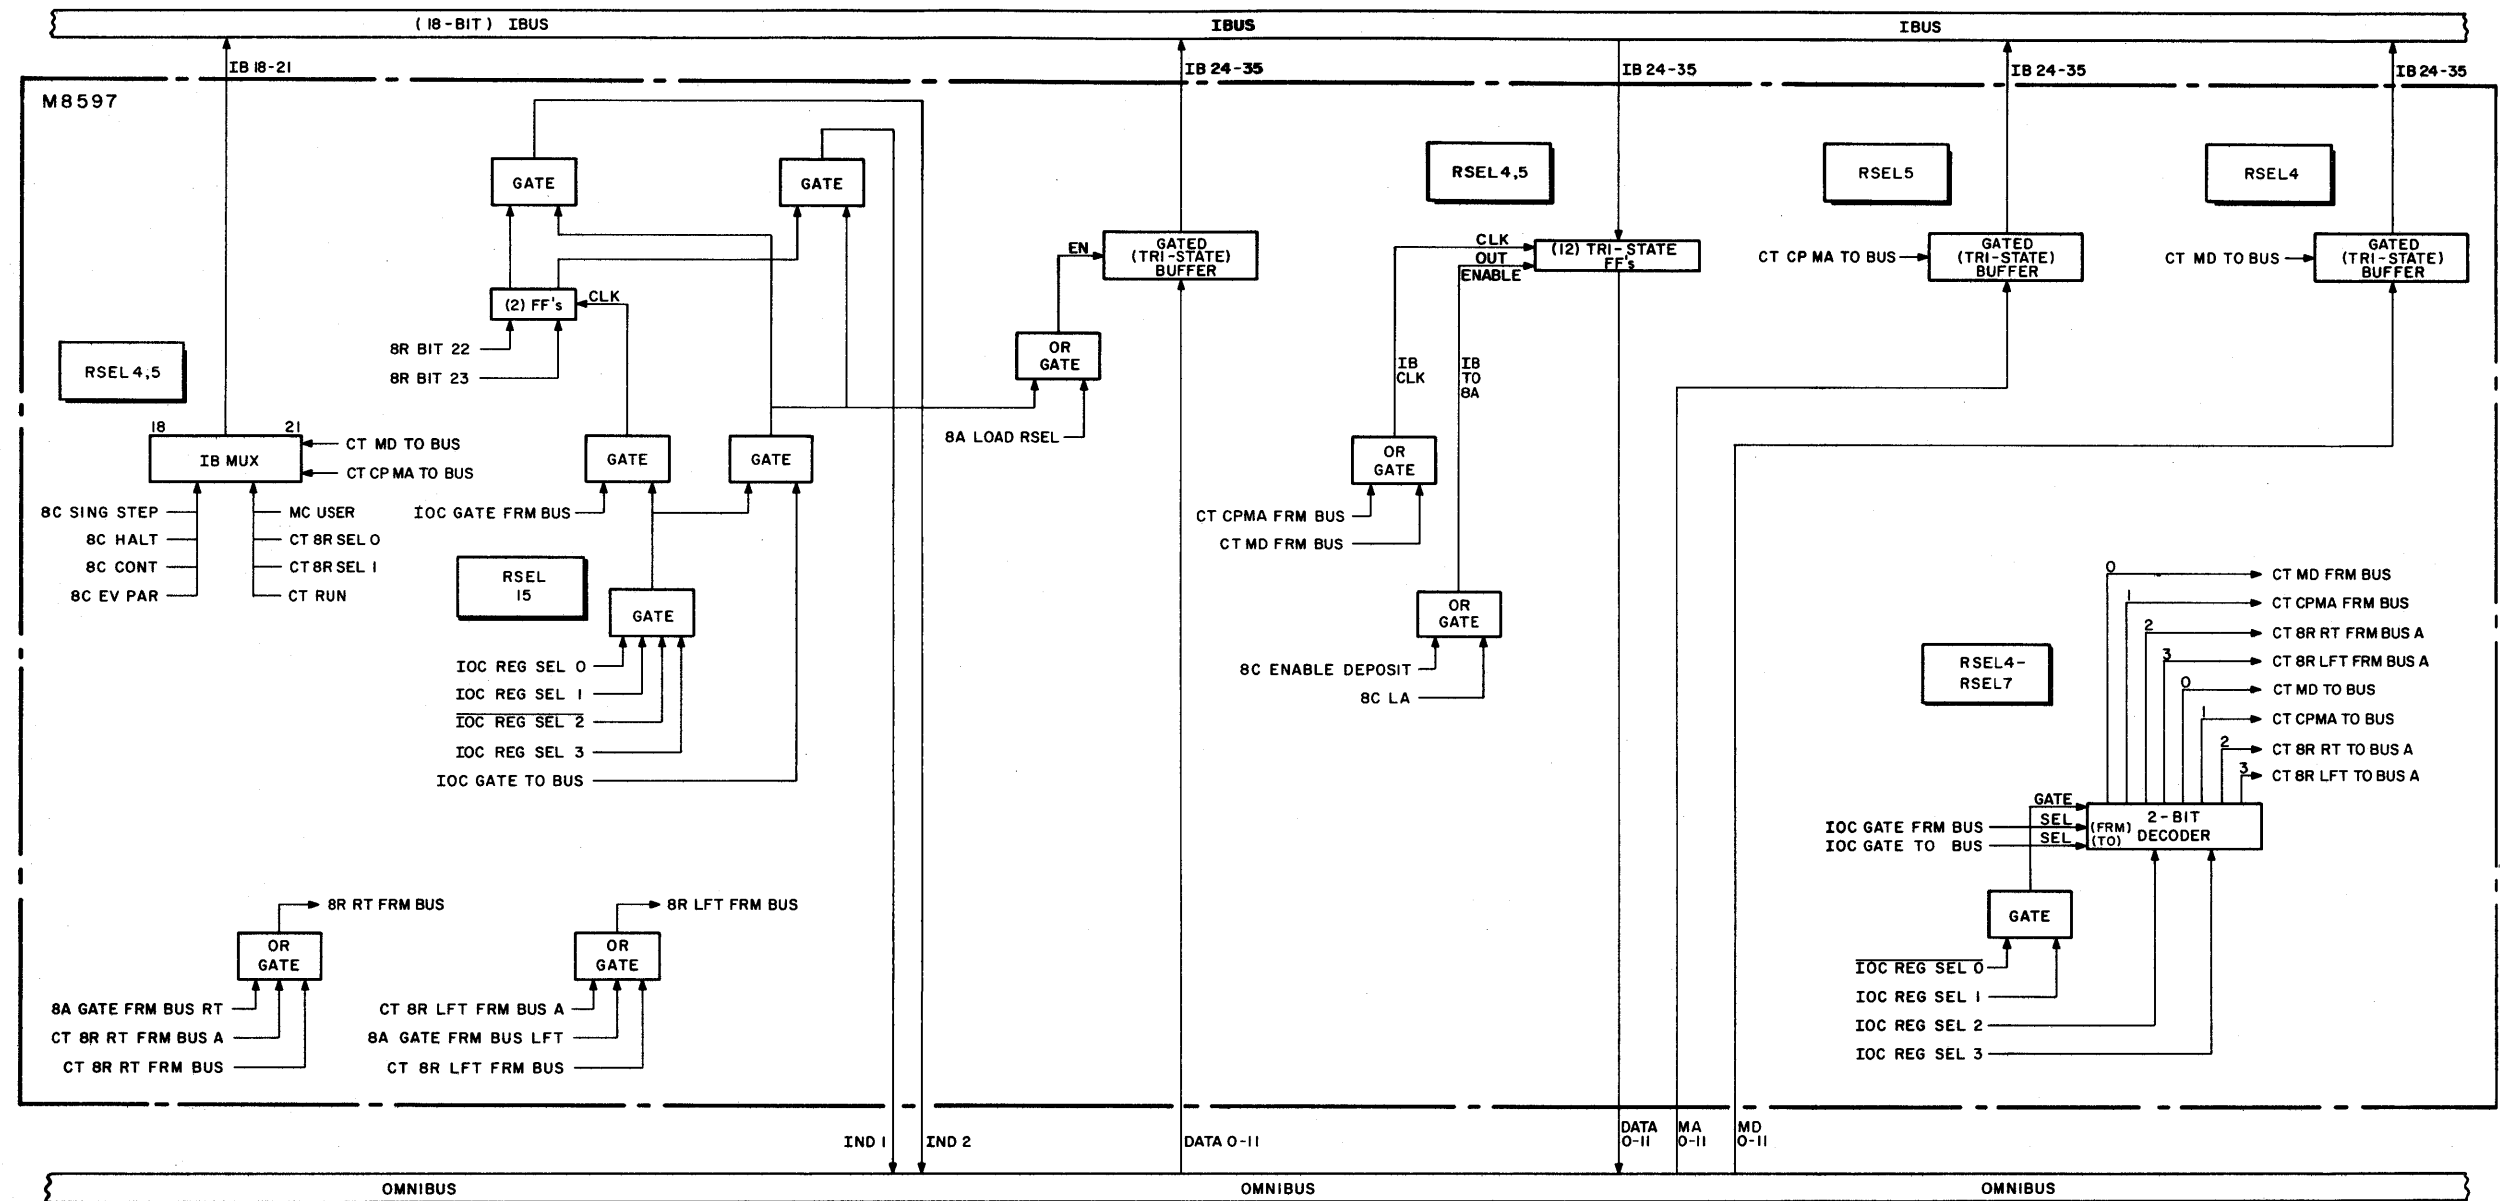 (18-BIT) IBUS
IBUS
IBUS
IB 18-21
IB 24-35
IB 24-35
IB 24-35
IB 24-35
M8597
GATE
GATE
RSEL4,5
RSEL5
RSEL4
EN
GATED
(TRI-STATE)
BUFFER
CLK
OUT
ENABLE
(12) TRI-STATE
FF's
CT CP MA TO BUS
GATED
(TRI-STATE)
BUFFER
CT MD TO BUS
GATED
(TRI-STATE)
BUFFER
(2) FF's
CLK
8R BIT 22
8R BIT 23
OR
GATE
RSEL 4,5
IB
CLK
IB
TO
8A
8A LOAD RSEL
18
21
IB MUX
CT MD TO BUS
CT CP MA TO BUS
GATE
GATE
OR
GATE
8C SING STEP
8C HALT
8C CONT
8C EV PAR
MC USER
CT 8R SEL 0
CT 8R SEL 1
CT RUN
IOC GATE FRM BUS
CT CPMA FRM BUS
CT MD FRM BUS
RSEL
15
GATE
IOC REG SEL 0
IOC REG SEL 1
IOC REG SEL 2
IOC REG SEL 3
IOC GATE TO BUS
OR
GATE
8C ENABLE DEPOSIT
8C LA
RSEL4-
RSEL7
0
CT MD FRM BUS
1
CT CPMA FRM BUS
2
CT 8R RT FRM BUS A
3
CT 8R LFT FRM BUS A
0
CT MD TO BUS
1
CT CPMA TO BUS
2
CT 8R RT TO BUS A
3
CT 8R LFT TO BUS A
GATE
IOC GATE FRM BUS
SEL
IOC GATE TO BUS
SEL
(FRM)
(TO)
2-BIT
DECODER
GATE
IOC REG SEL 0
IOC REG SEL 1
IOC REG SEL 2
IOC REG SEL 3
8R RT FRM BUS
OR
GATE
8A GATE FRM BUS RT
CT 8R RT FRM BUS A
CT 8R RT FRM BUS
8R LFT FRM BUS
OR
GATE
CT 8R LFT FRM BUS A
8A GATE FRM BUS LFT
CT 8R LFT FRM BUS
IND 1
IND 2
DATA 0-11
DATA
0-11
MA
0-11
MD
0-11
OMNIBUS
OMNIBUS
OMNIBUS